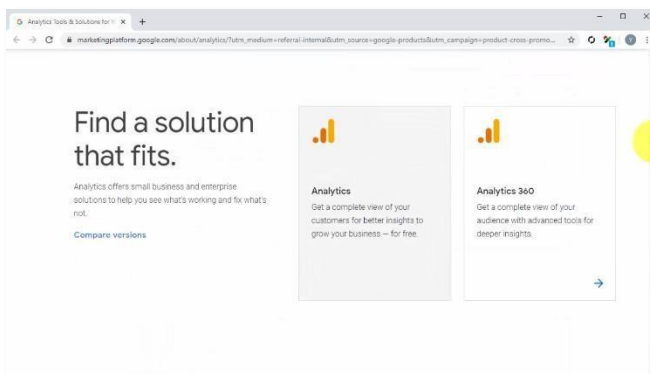 Analytics Tools & Solutions for
marketingplatform.google.com/about/analytics/?utm_medium=referral-internal&utm_source=google-products&utm_campaign=product-cross-promo...
Find a solution
that fits.
Analytics offers small business and enterprise
solutions to help you see what's working and fix what's
not.
Compare versions
Analytics
Get a complete view of your
customers for better insights to
grow your business — for free.
Analytics 360
Get a complete view of your
audience with advanced tools for
deeper insights.